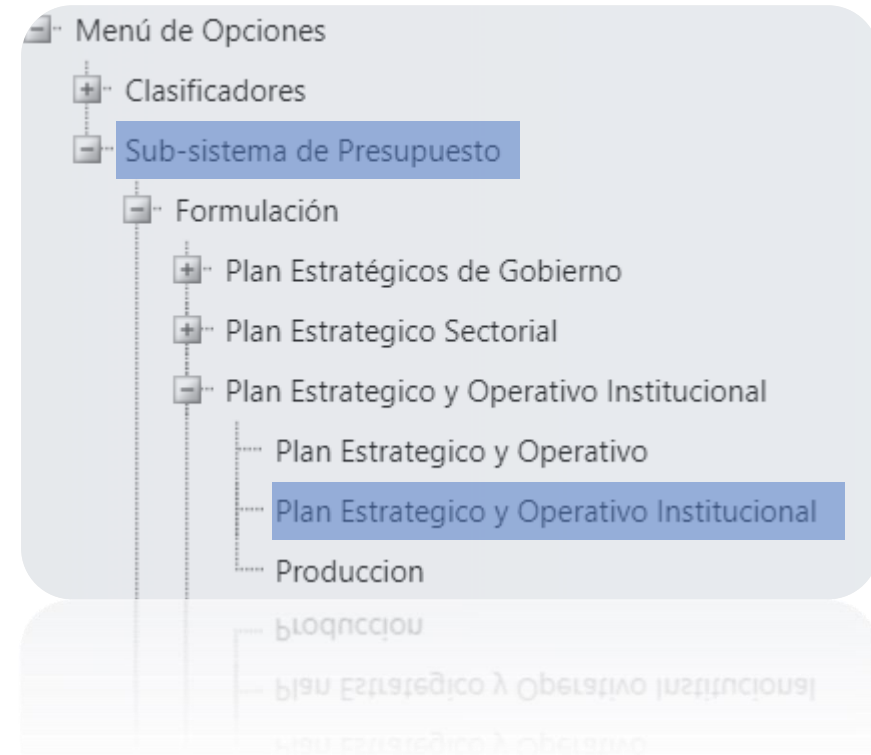 Menú de Opciones
Clasificadores
Sub-sistema de Presupuesto
Formulación
Plan Estratégicos de Gobierno
Plan Estrategico Sectorial
Plan Estrategico y Operativo Institucional
Plan Estrategico y Operativo
Plan Estrategico y Operativo Institucional
Produccion